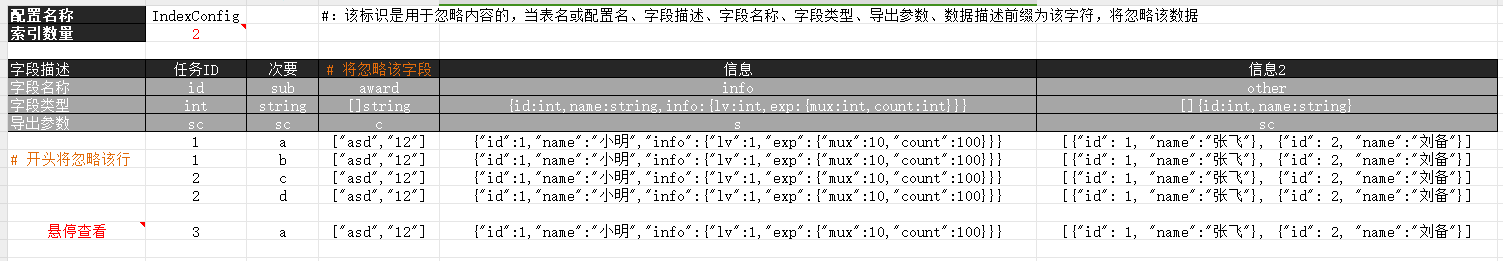 配置名称 IndexConfig #：该标识是用于忽略内容的，当表名或配置名、字段描述、字段名称、字段类型、导出参数、数据描述前缀为该字符，将忽略该数据
索引数量 2
字段描述 任务ID 次要 # 将忽略该字段 信息 信息2
字段名称 id sub award info other
字段类型 int string []string {id:int,name:string,info:{lv:int,exp:{mux:int,count:int}}} []{id:int,name:string}
导出参数 sc sc c s sc
1 a ["asd","12"] {"id":1,"name":"小明","info":{"lv":1,"exp":{"mux":10,"count":100}}} [{"id": 1, "name":"张飞"}, {"id": 2, "name":"刘备"}]
# 开头将忽略该行 1 b ["asd","12"] {"id":1,"name":"小明","info":{"lv":1,"exp":{"mux":10,"count":100}}} [{"id": 1, "name":"张飞"}, {"id": 2, "name":"刘备"}]
2 c ["asd","12"] {"id":1,"name":"小明","info":{"lv":1,"exp":{"mux":10,"count":100}}} [{"id": 1, "name":"张飞"}, {"id": 2, "name":"刘备"}]
2 d ["asd","12"] {"id":1,"name":"小明","info":{"lv":1,"exp":{"mux":10,"count":100}}} [{"id": 1, "name":"张飞"}, {"id": 2, "name":"刘备"}]
悬停查看 3 a ["asd","12"] {"id":1,"name":"小明","info":{"lv":1,"exp":{"mux":10,"count":100}}} [{"id": 1, "name":"张飞"}, {"id": 2, "name":"刘备"}]